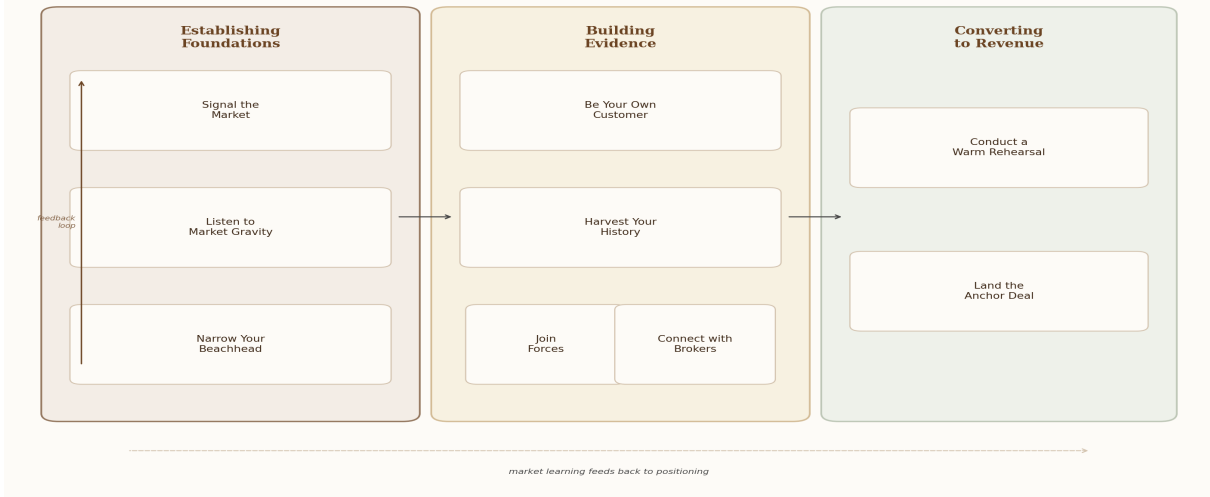 Establishing
Foundations
Signal the
Market
Listen to
Market Gravity
feedback
loop
Narrow Your
Beachhead
Building
Evidence
Be Your Own
Customer
Harvest Your
History
Join
Forces
Connect with
Brokers
Converting
to Revenue
Conduct a
Warm Rehearsal
Land the
Anchor Deal
market learning feeds back to positioning